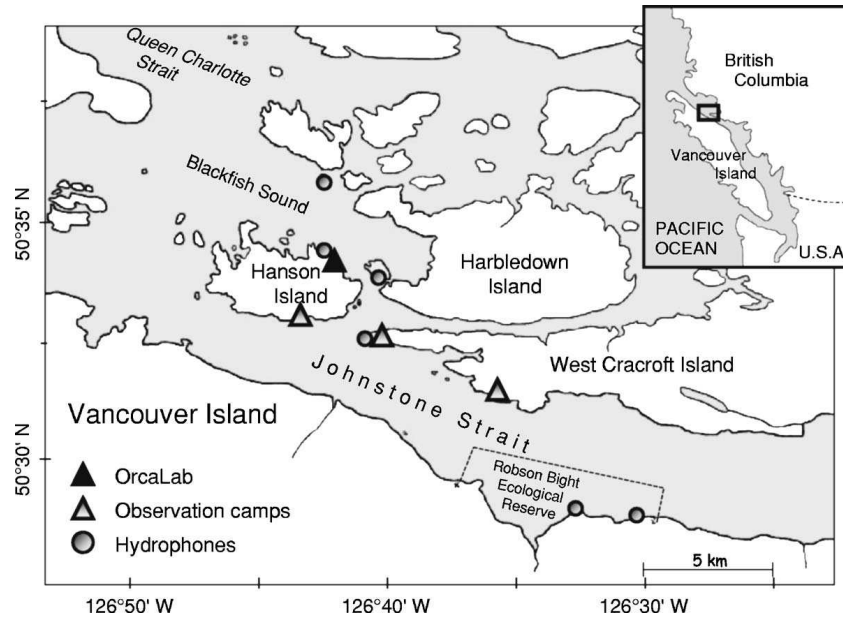 Queen Charlotte
Strait
British
Columbia
Vancouver
Island
PACIFIC
OCEAN
U.S.A
Blackfish Sound
50°35' N
Hanson
Island
Harbledown
Island
West Cracroft Island
Johnstone Strait
Vancouver Island
OrcaLab
Observation camps
Hydrophones
50°30' N
Robson Bight
Ecological
Reserve
5 km
126°50' W
126°40' W
126°30' W